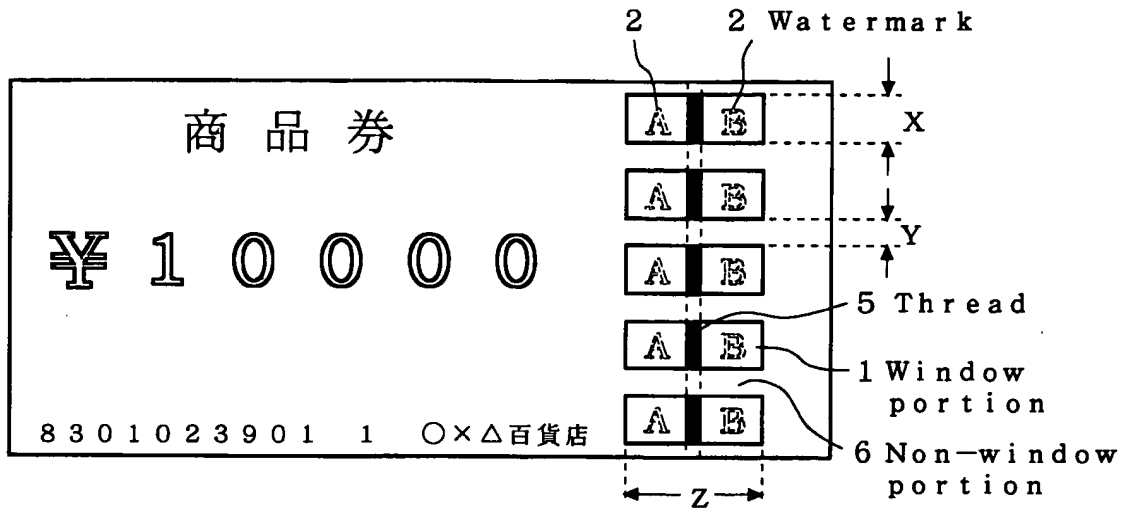 2 2 Watermark
商品券
A B
X
A B
Y
¥10000
A B
5 Thread
A B
1 Window
portion
A B
8301023901 1 ○×△百貨店
6 Non-window
portion
Z